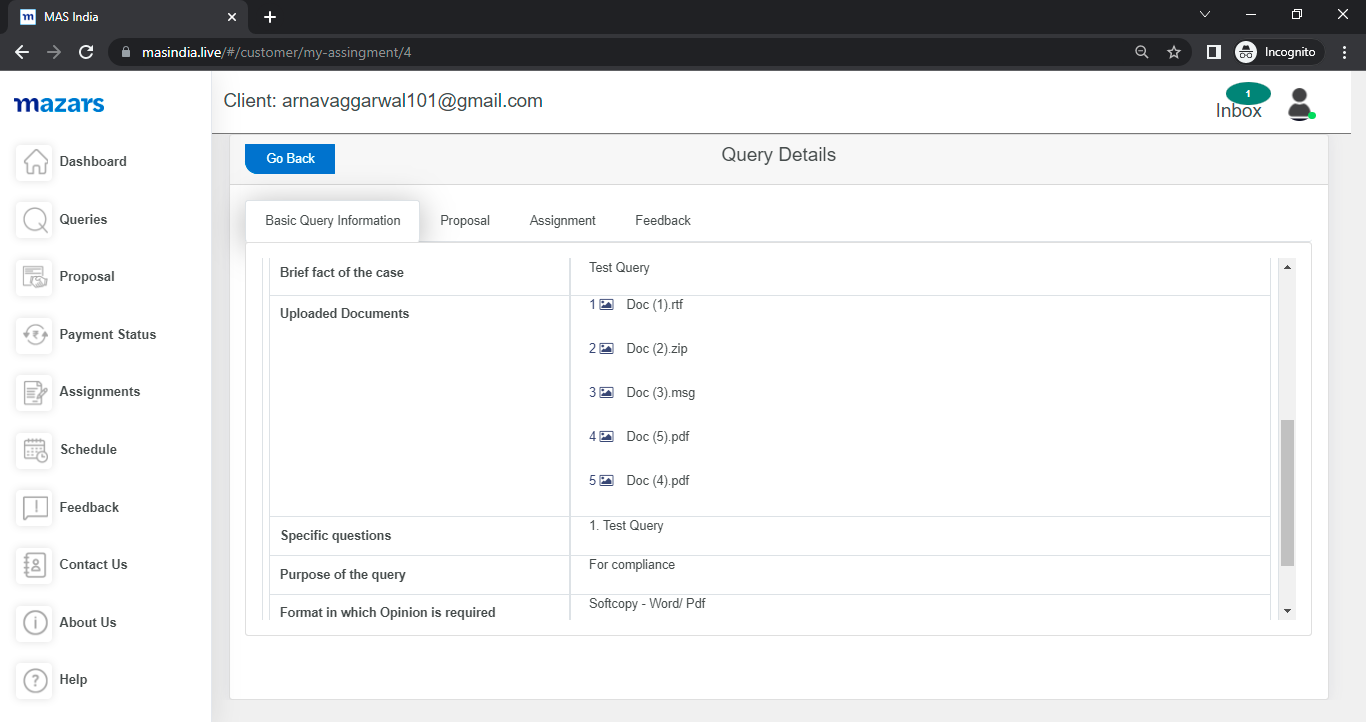 m MAS India
masindia.live/#/customer/my-assingment/4
Incognito
mazars
Client: arnavaggarwal101@gmail.com
1
Inbox
Dashboard
Queries
Proposal
Payment Status
Assignments
Schedule
Feedback
Contact Us
About Us
Help
Go Back
Query Details
Basic Query Information Proposal Assignment Feedback
Brief fact of the case Test Query
Uploaded Documents 1 Doc (1).rtf
2 Doc (2).zip
3 Doc (3).msg
4 Doc (5).pdf
5 Doc (4).pdf
Specific questions 1. Test Query
Purpose of the query For compliance
Format in which Opinion is required Softcopy - Word/ Pdf